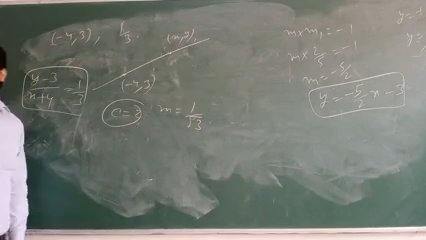 (-4,3), 1/3
(x,y)
(y-3)/(x+4) = 1/3
(-4,3)
c=3 m=1/√3
m×m₁=-1
m×2/5=-1
m=-5/2
y=-5/2 x-3
y=